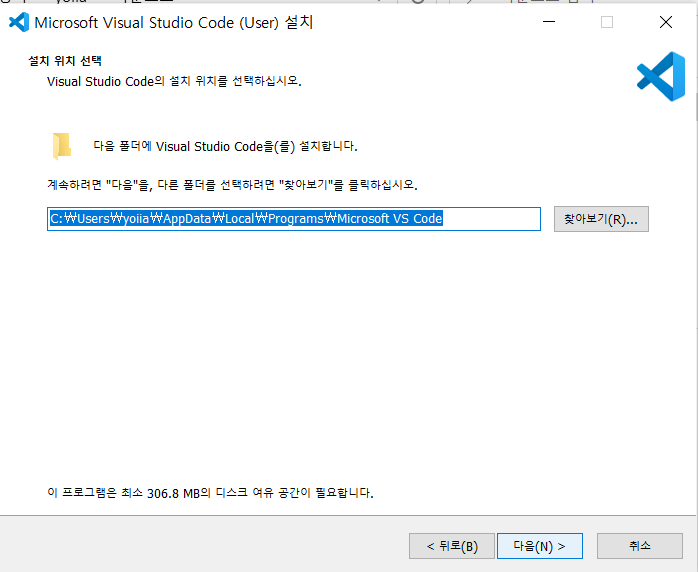 Microsoft Visual Studio Code (User) 설치
설치 위치 선택
Visual Studio Code의 설치 위치를 선택하십시오.
다음 폴더에 Visual Studio Code을(를) 설치합니다.
계속하려면 "다음"을, 다른 폴더를 선택하려면 "찾아보기"를 클릭하십시오.
C:₩Users₩yoiia₩AppData₩Local₩Programs₩Microsoft VS Code
찾아보기(R)...
이 프로그램은 최소 306.8 MB의 디스크 여유 공간이 필요합니다.
< 뒤로(B)
다음(N) >
취소